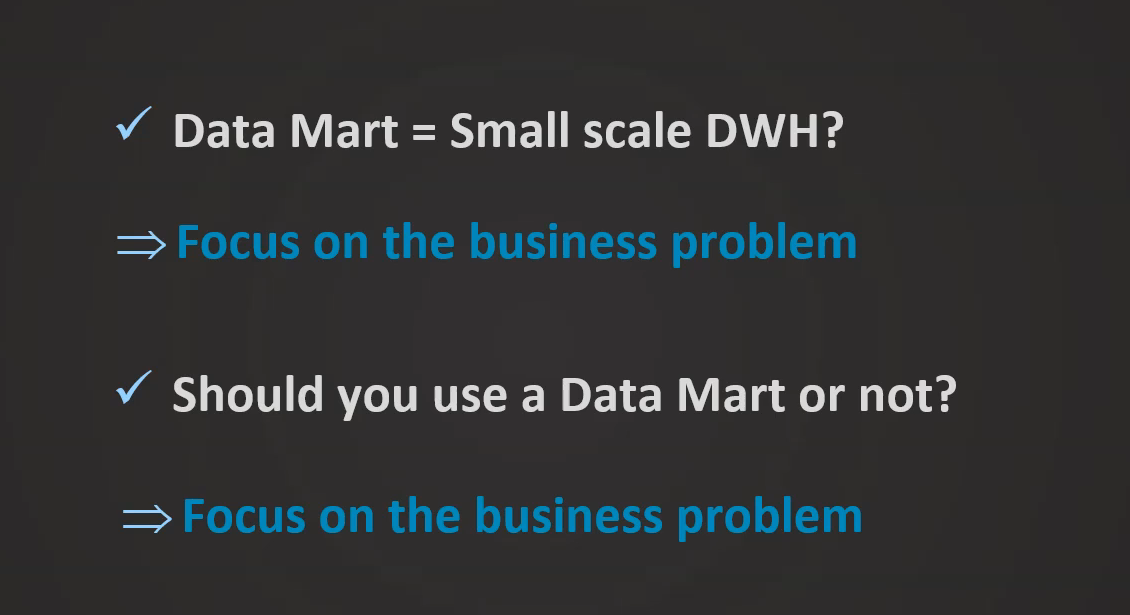 ✓ Data Mart = Small scale DWH?
⇒ Focus on the business problem
✓ Should you use a Data Mart or not?
⇒ Focus on the business problem